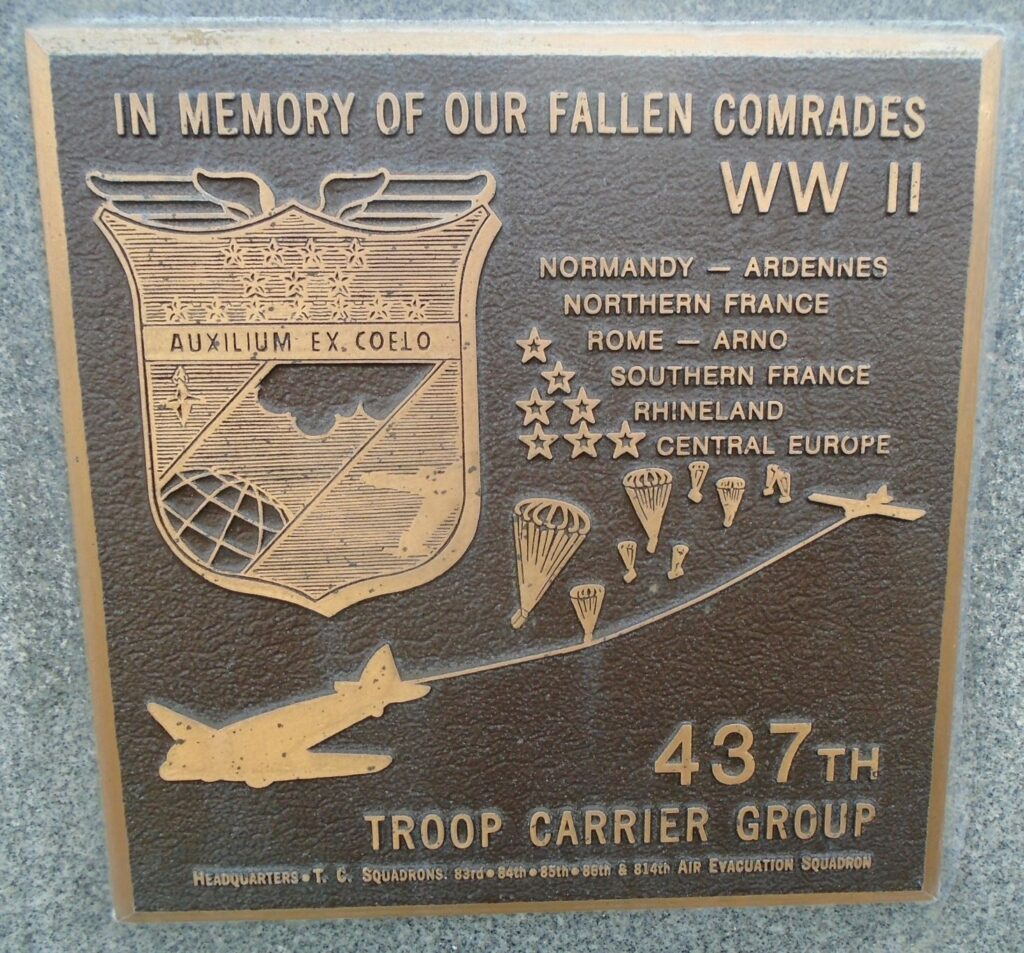 IN MEMORY OF OUR FALLEN COMRADES
WW II
NORMANDY — ARDENNES
NORTHERN FRANCE
ROME — ARNO
SOUTHERN FRANCE
RHINELAND
CENTRAL EUROPE
AUXILIUM EX COELO
437TH
TROOP CARRIER GROUP
HEADQUARTERS • T. C. SQUADRONS. 83rd • 84th • 85th • 86th & 814th AIR EVACUATION SQUADRON